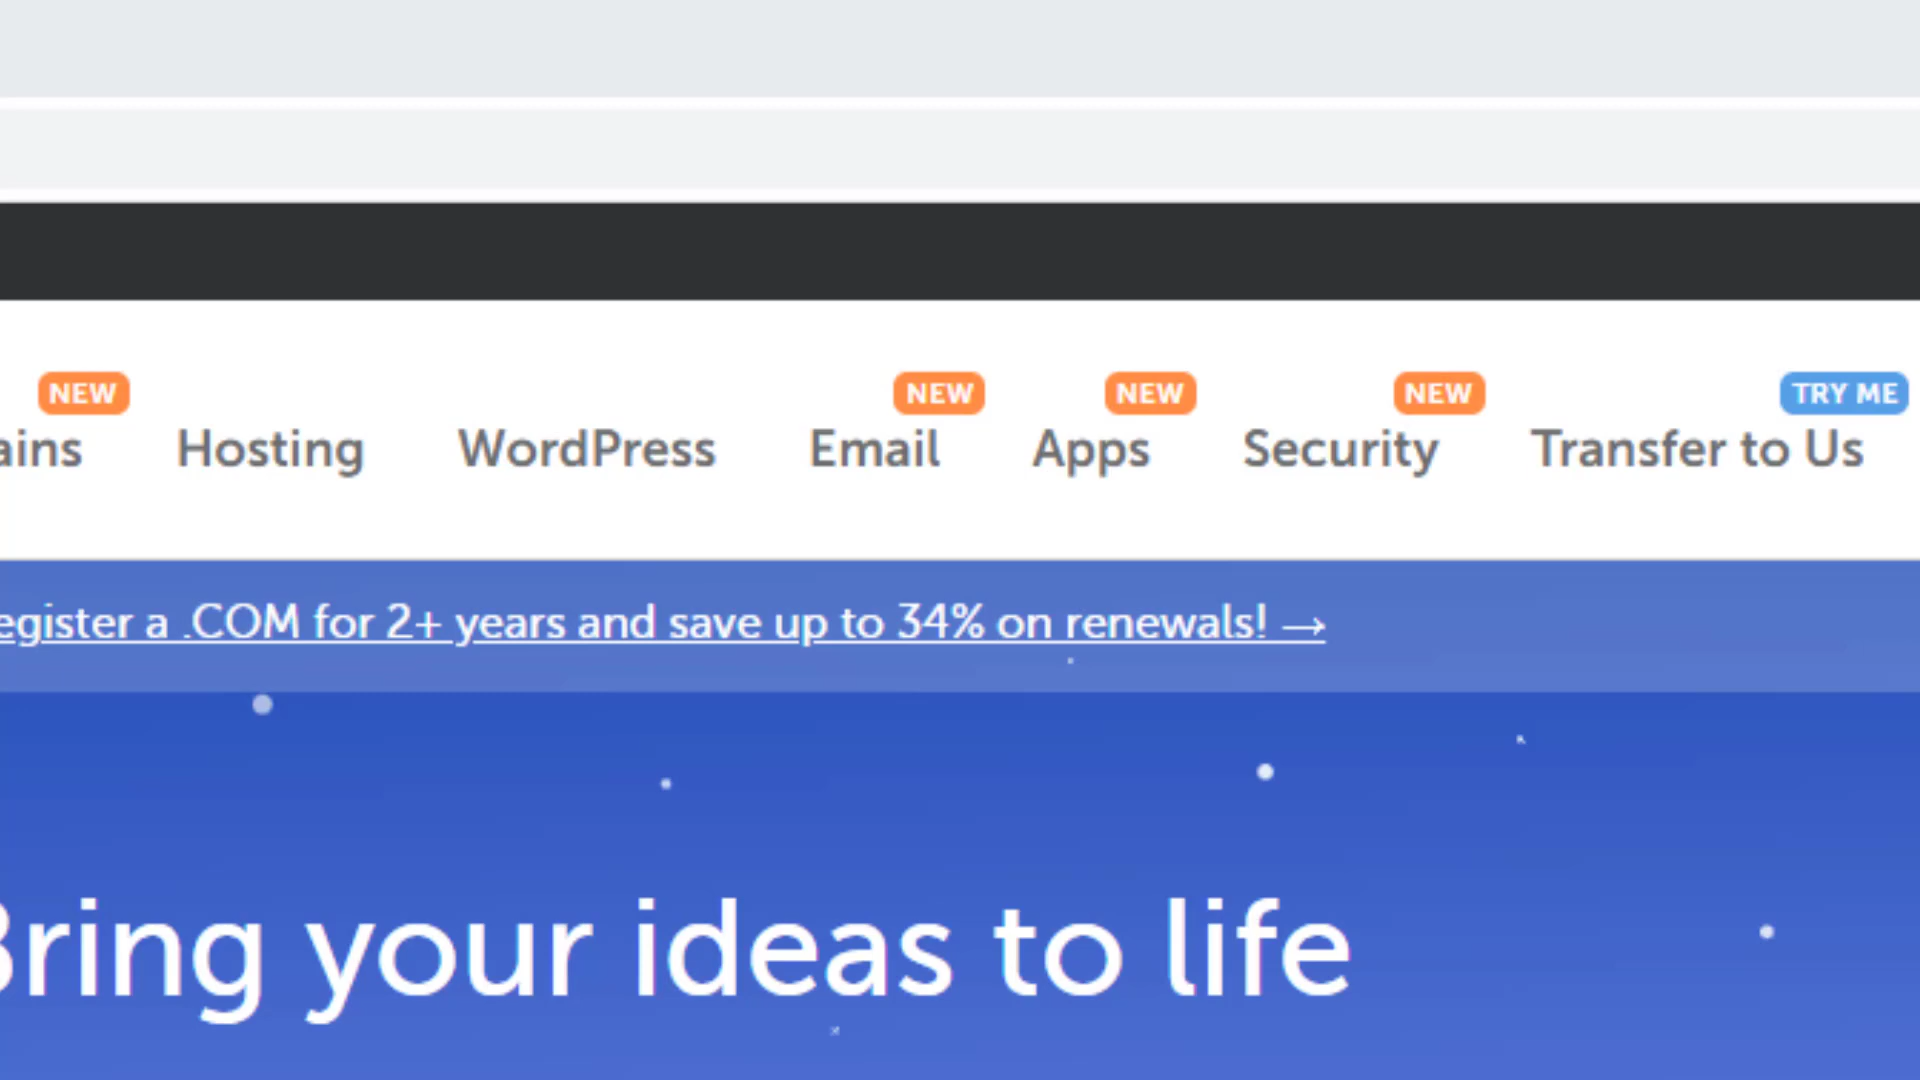 NEW NEW NEW NEW TRY ME
ains Hosting WordPress Email Apps Security Transfer to Us
egister a .COM for 2+ years and save up to 34% on renewals! →
Bring your ideas to life